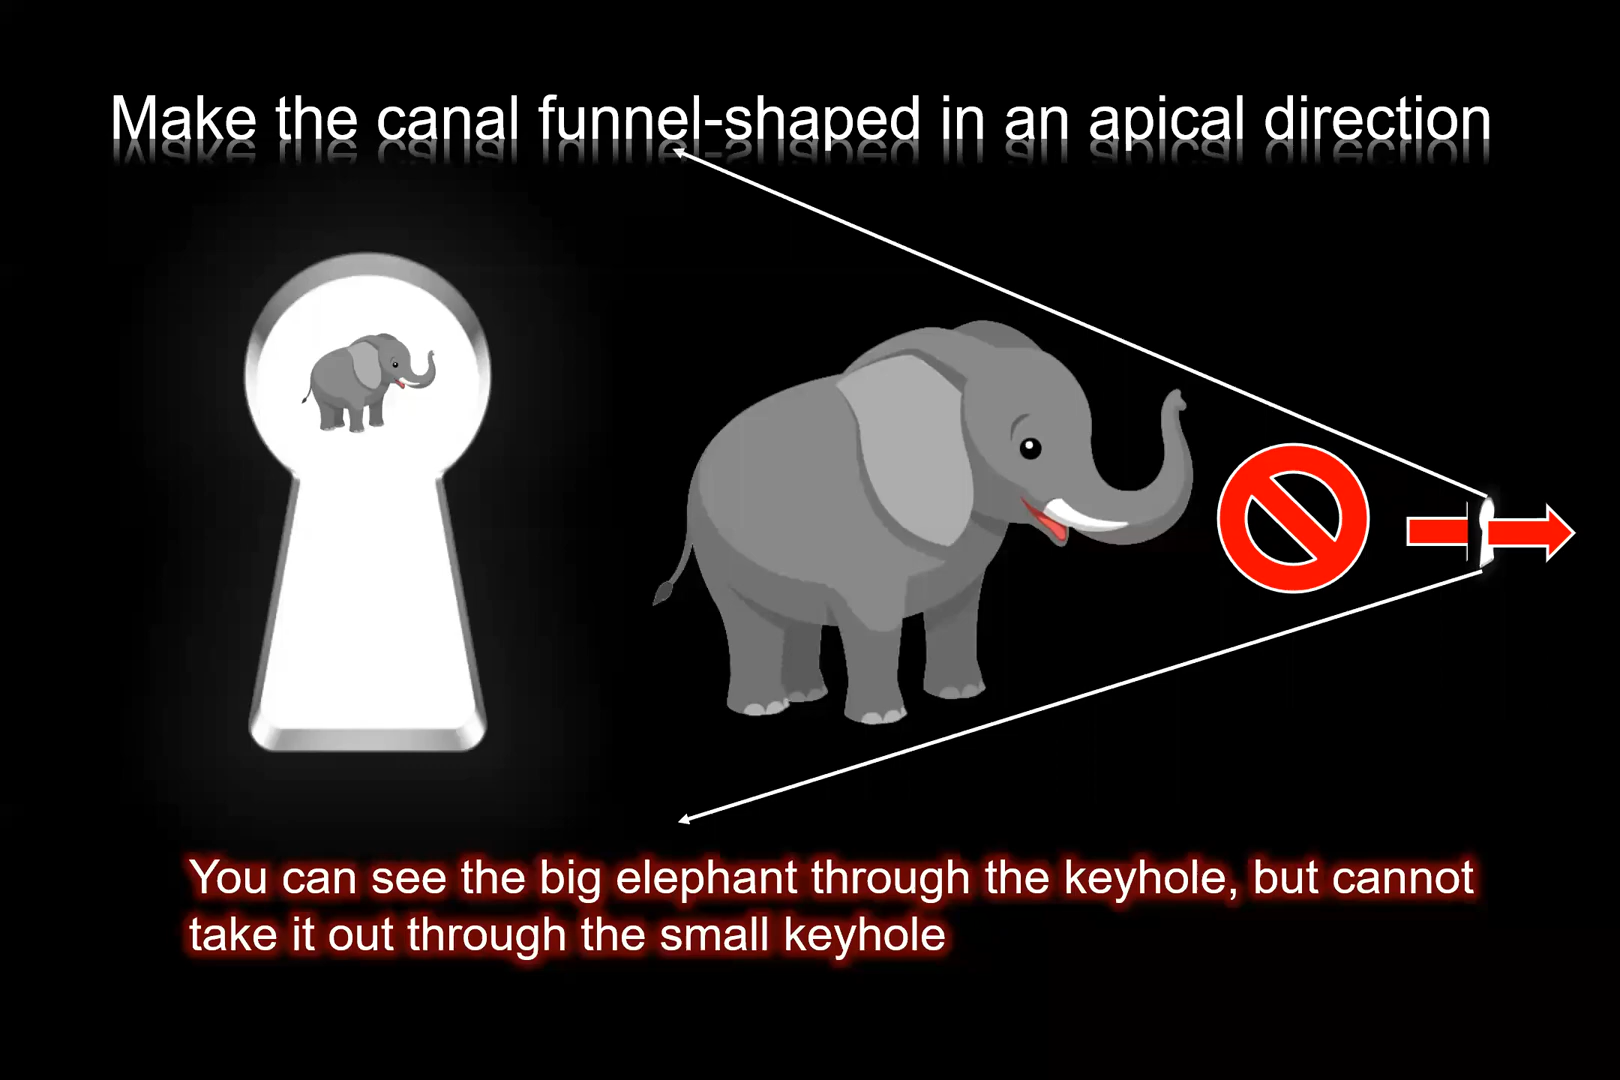 Make the canal funnel-shaped in an apical direction
You can see the big elephant through the keyhole, but cannot
take it out through the small keyhole